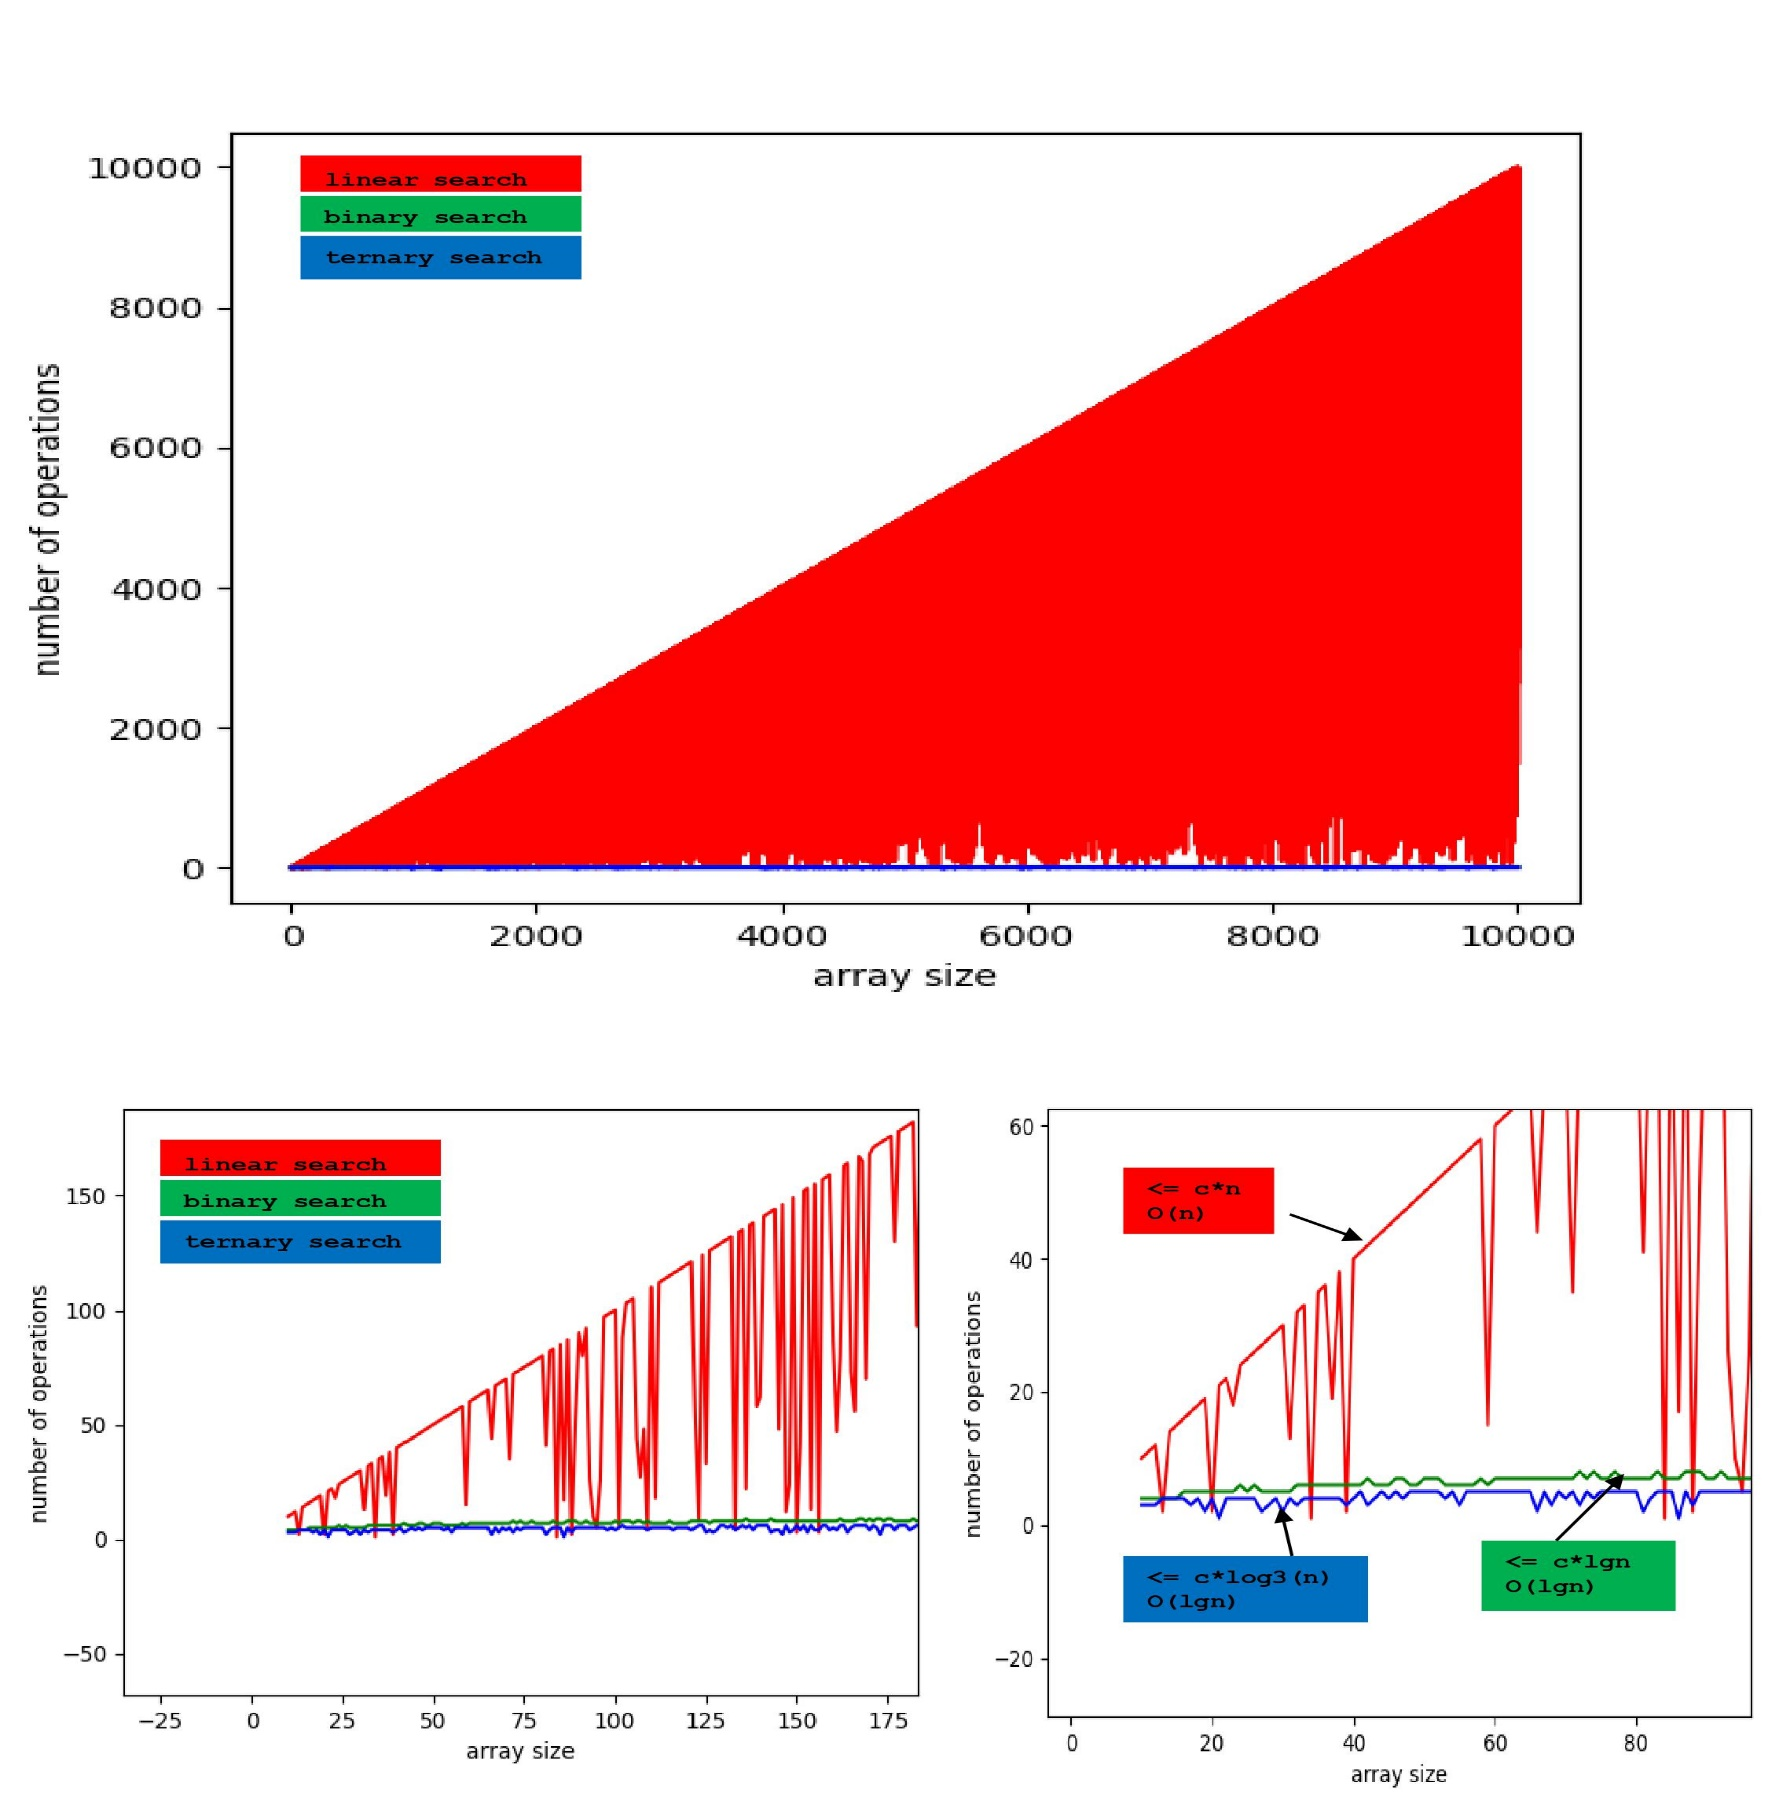 linear search
binary search
ternary search
10000
8000
6000
4000
2000
0
number of operations
0 2000 4000 6000 8000 10000
array size
linear search
binary search
ternary search
150
100
50
0
−50
number of operations
−25 0 25 50 75 100 125 150 175
array size
60
40
20
0
−20
number of operations
<= c*n
O(n)
<= c*log3(n)
O(lgn)
<= c*lgn
O(lgn)
0 20 40 60 80
array size